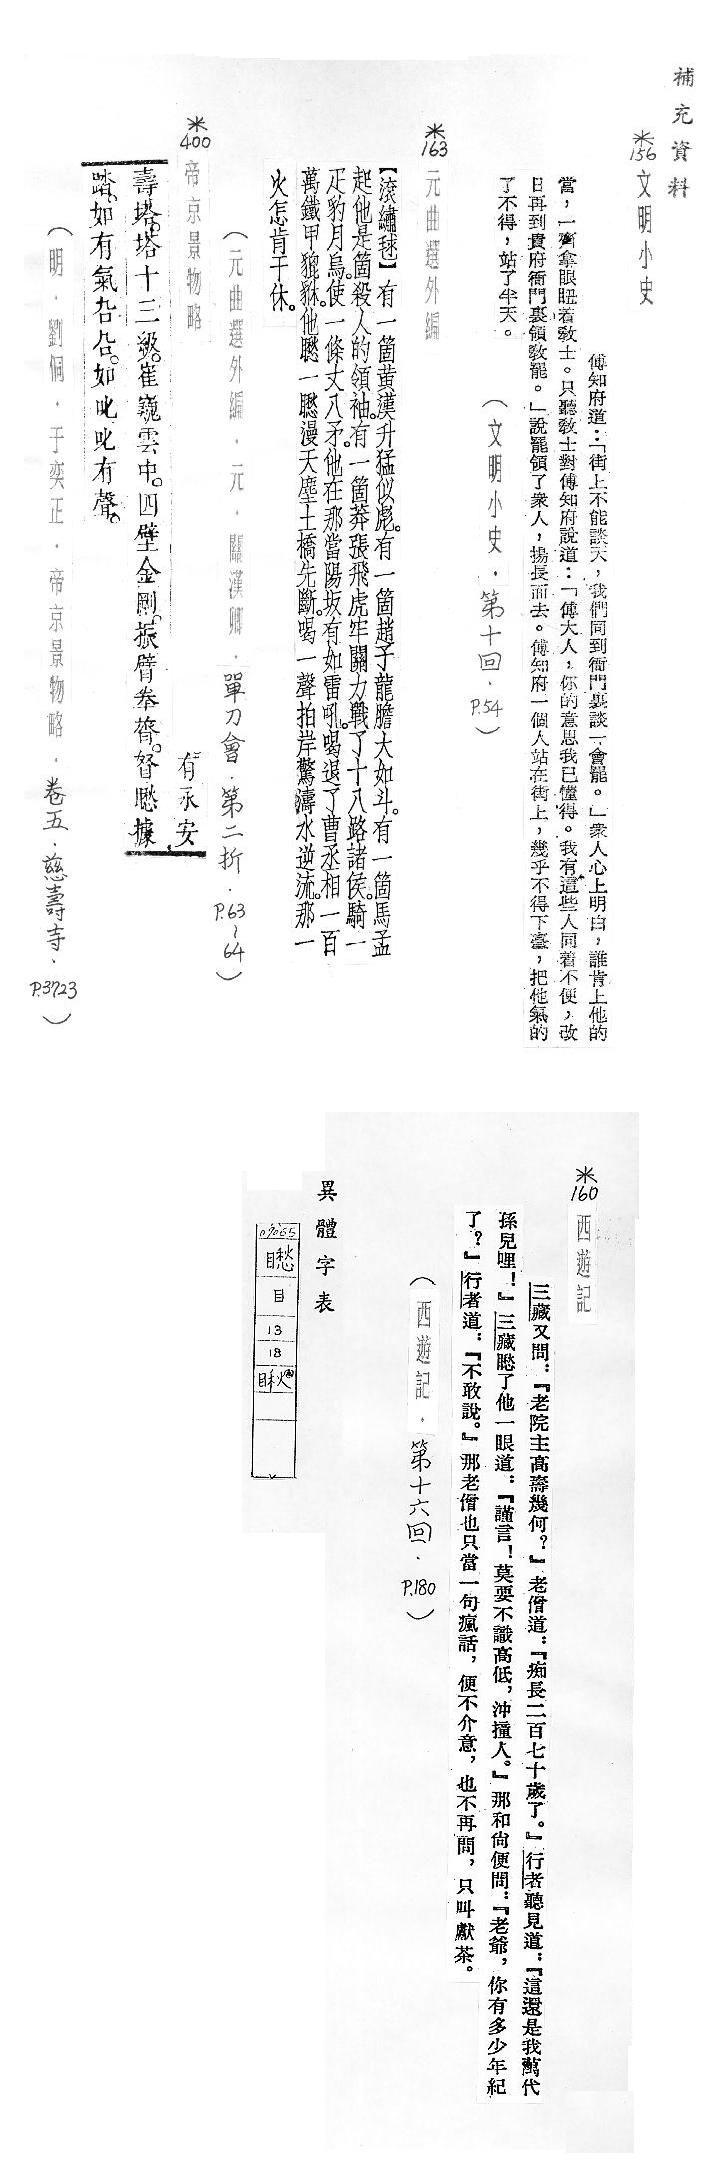 補充資料
＊156 文明小史
傅知府道：「街上不能談天，我們同到衙門裏談一會罷。」衆人心上明白，誰肯上他的
當，一齊拿眼着教士。只聽教士對傅知府說道：「傅大人，你的意思我已懂得。我有這些人同着不便，改
日再到貴府衙門裏領教罷。」說罷領了衆人，揚長而去。傅知府一個人站在街上，幾乎不得下臺，把他氣的
了不得，站了半天。
（文明小史．第十回．P.54）
＊163 元曲選外編
【滾繡毬】有一箇黃漢升猛似彪。有一箇趙子龍膽大如斗。有一箇馬孟
起他是箇殺人的領袖。有一箇莽張飛虎牢關力戰了十八路諸侯。騎一
疋豹月烏。使一條丈八矛。他在那當陽坂有如雷吼。喝退了曹丞相一百
萬鐵甲貔貅。他矁一矁漫天塵土橋先斷。喝一聲拍岸驚濤水逆流。那一
火怎肯干休。
（元曲選外編．元．關漢卿．單刀會．第二折．P.63~64）
＊400 帝京景物略
有永安
壽塔。塔十三級。崔巍雲中。四壁金剛。振臂拳膂。督矁據
踏。如有氣叴叴。如叱叱有聲。
（明．劉侗．于奕正．帝京景物略．卷五．慈壽寺．P.3723）
＊160 西遊記
三藏又問：『老院主高壽幾何？』老僧道：『痴長二百七十歲了。』行者聽見道：『這還是我萬代
孫兒哩！』三藏矁了他一眼道：『謹言！莫要不識高低，沖撞人。』那和尙便問：『老爺，你有多少年紀
了？』行者道：『不敢說。』那老僧也只當一句瘋話，便不介意，也不再問，只叫獻茶。
（西遊記．第十六回．P.180）
異體字表
09065
矁
目
13
18
瞅